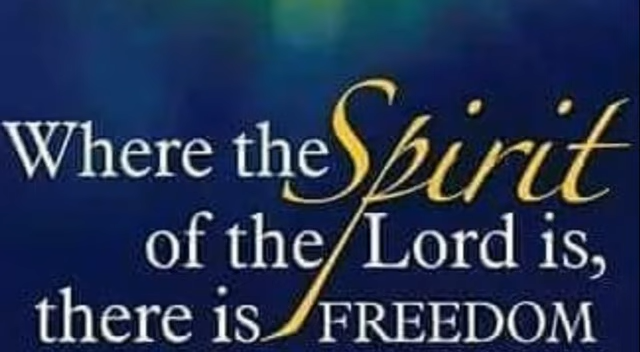 Where the Spirit
of the Lord is,
there is FREEDOM